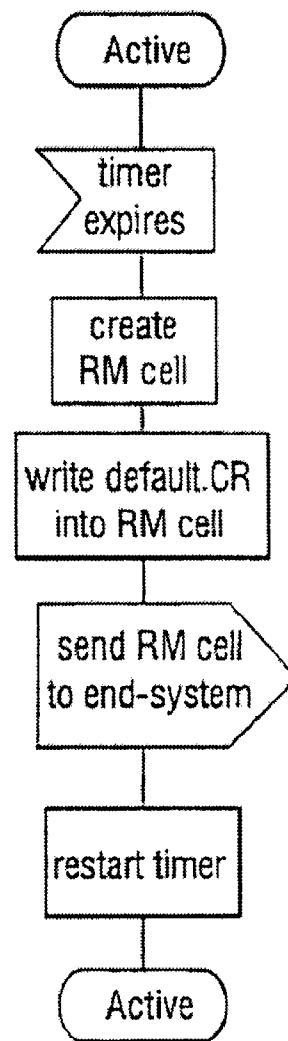 Active
timer
expires
create
RM cell
write default.CR
into RM cell
send RM cell
to end-system
restart timer
Active